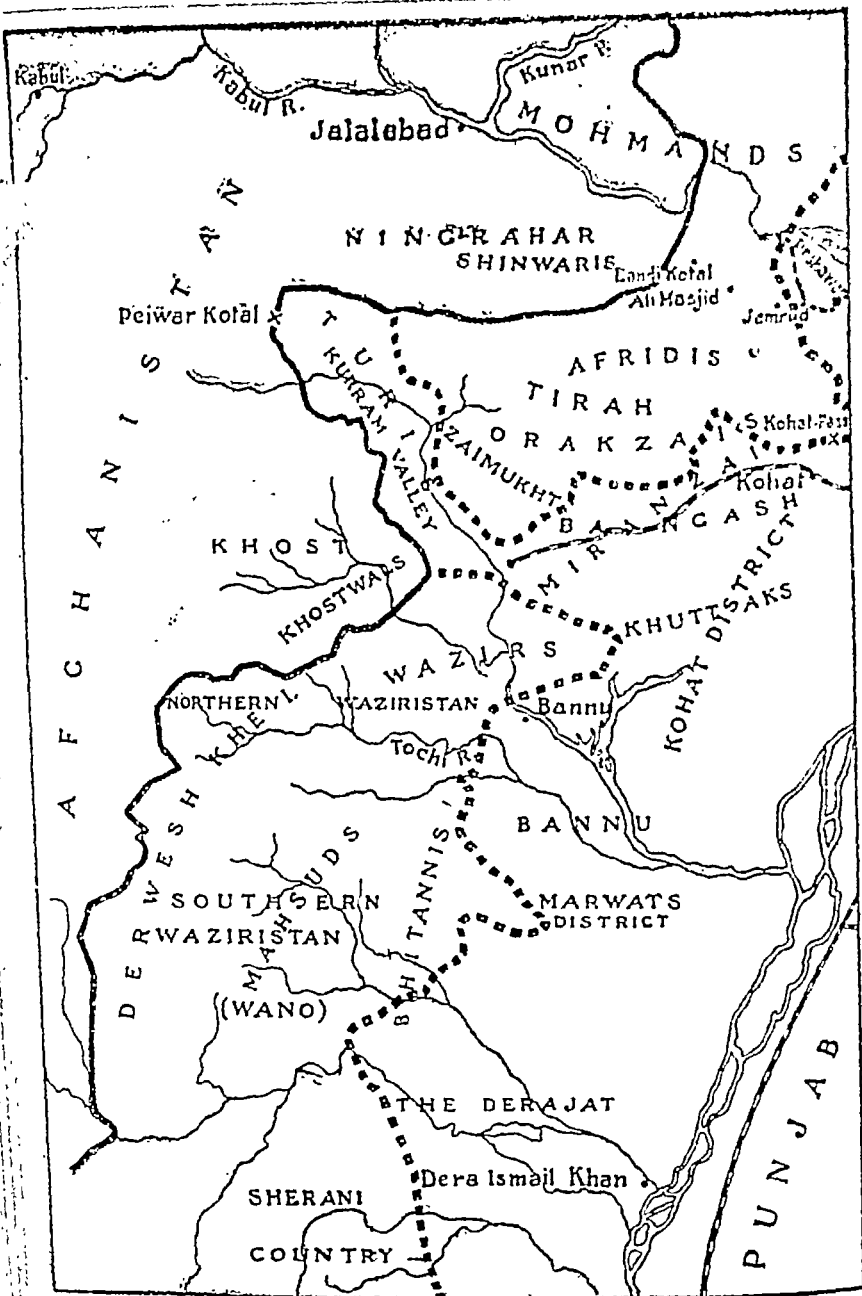 Kabul
Kabul R.
Kunar R.
Jalalabad
MOHMANDS
AFGHANISTAN
NINGRAHAR
SHINWARIS
Landi Kotal
Ali Masjid
Jemrud
Peiwar Kotal
TURI
KURRAM VALLEY
AFRIDIS
TIRAH
ORAKZAIS
Kohat Pass
ZAIMUKHT
MIRANZAI
Kohat
BANGASH
KHOST
KHOSTWALS
KHUTTAKS
KOHAT DISTRICT
WAZIRS
NORTHERN WAZIRISTAN
Bannu
Tochi R.
DERWESH KHEL
BANNU
MAHSUDS
BHITANNIS
SOUTHERN
WAZIRISTAN
MARWATS
DISTRICT
(WANO)
THE DERAJAT
Dera Ismail Khan
SHERANI
COUNTRY
PUNJAB